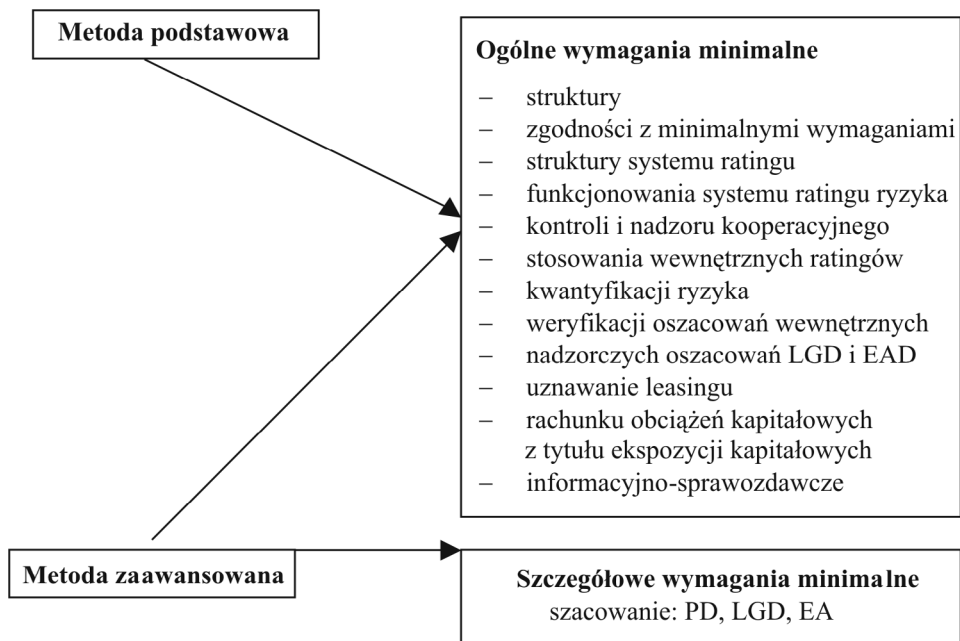 Metoda podstawowa
Ogólne wymagania minimalne
– struktury
– zgodności z minimalnymi wymaganiami
– struktury systemu ratingu
– funkcjonowania systemu ratingu ryzyka
– kontroli i nadzoru kooperacyjnego
– stosowania wewnętrznych ratingów
– kwantyfikacji ryzyka
– weryfikacji oszacowań wewnętrznych
– nadzorczych oszacowań LGD i EAD
– uznawanie leasingu
– rachunku obciążeń kapitałowych
z tytułu ekspozycji kapitałowych
– informacyjno-sprawozdawcze
Metoda zaawansowana
Szczegółowe wymagania minimalne
szacowanie: PD, LGD, EA